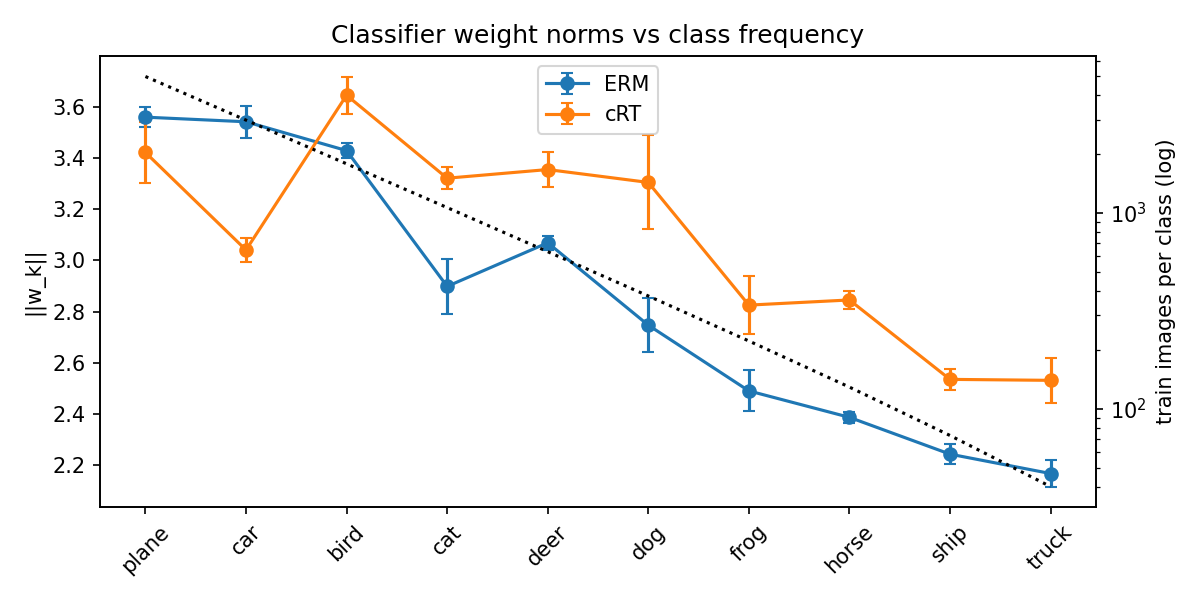 Classifier weight norms vs class frequency
ERM
cRT
||w_k||
3.6
3.4
3.2
3.0
2.8
2.6
2.4
2.2
train images per class (log)
10³
10²
plane
car
bird
cat
deer
dog
frog
horse
ship
truck